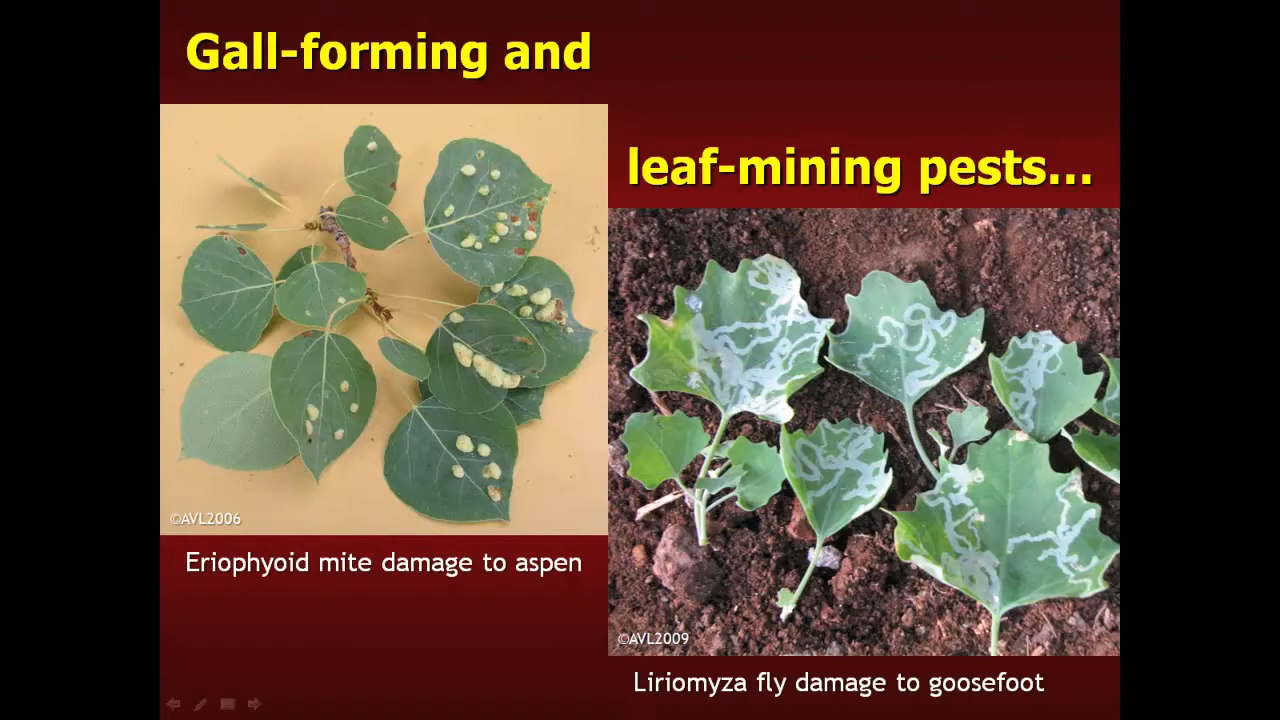 Gall-forming and
leaf-mining pests...
©AVL2006
Eriophyoid mite damage to aspen
©AVL2009
Liriomyza fly damage to goosefoot